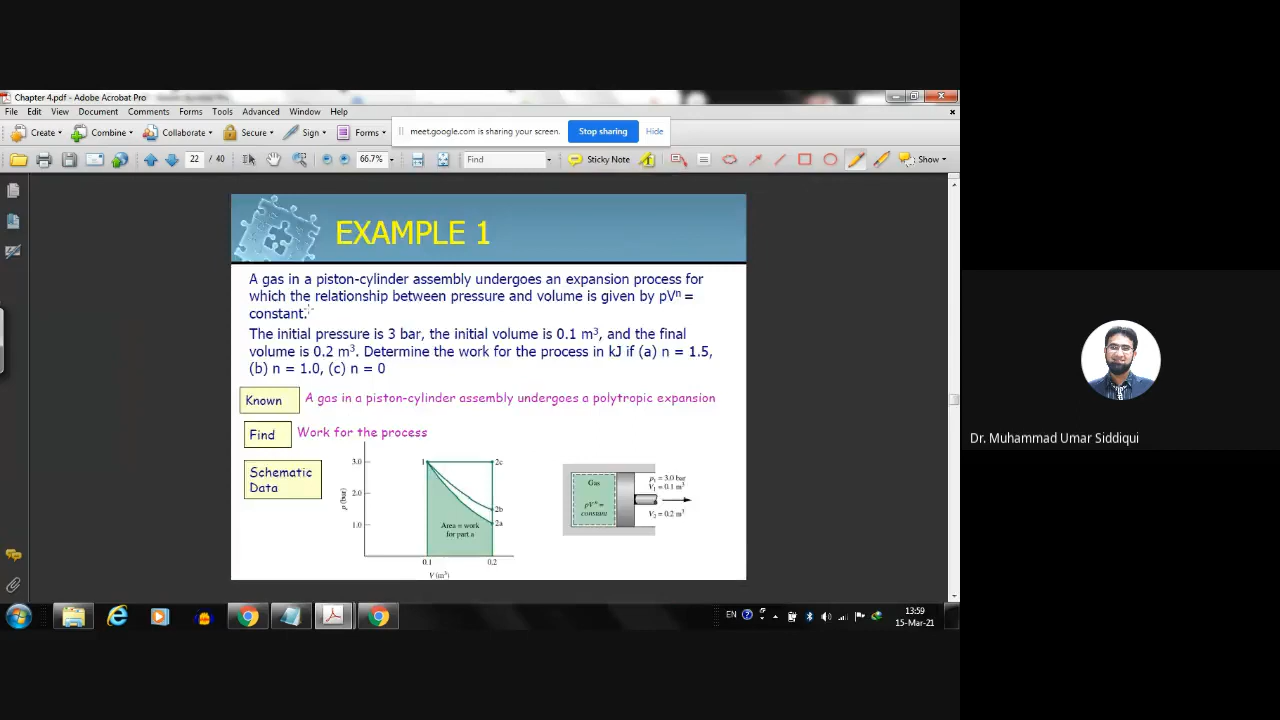 Chapter 4.pdf - Adobe Acrobat Pro
File Edit View Document Comments Forms Tools Advanced Window Help
meet.google.com is sharing your screen. Stop sharing Hide
Create Combine Collaborate Secure Sign Forms
22 / 40 66.7% Find Sticky Note Show
EXAMPLE 1
A gas in a piston-cylinder assembly undergoes an expansion process for
which the relationship between pressure and volume is given by pVⁿ =
constant.
The initial pressure is 3 bar, the initial volume is 0.1 m³, and the final
volume is 0.2 m³. Determine the work for the process in kJ if (a) n = 1.5,
(b) n = 1.0, (c) n = 0
Known A gas in a piston-cylinder assembly undergoes a polytropic expansion
Find Work for the process
Schematic
Data
3.0
2.0
1.0
p (bar)
1
2c
2b
2a
Area = work
for part a
0.1 0.2
V (m³)
Gas
pVⁿ =
constant
p₁ = 3.0 bar
V₁ = 0.1 m³
V₂ = 0.2 m³
Dr. Muhammad Umar Siddiqui
EN
13:59
15-Mar-21